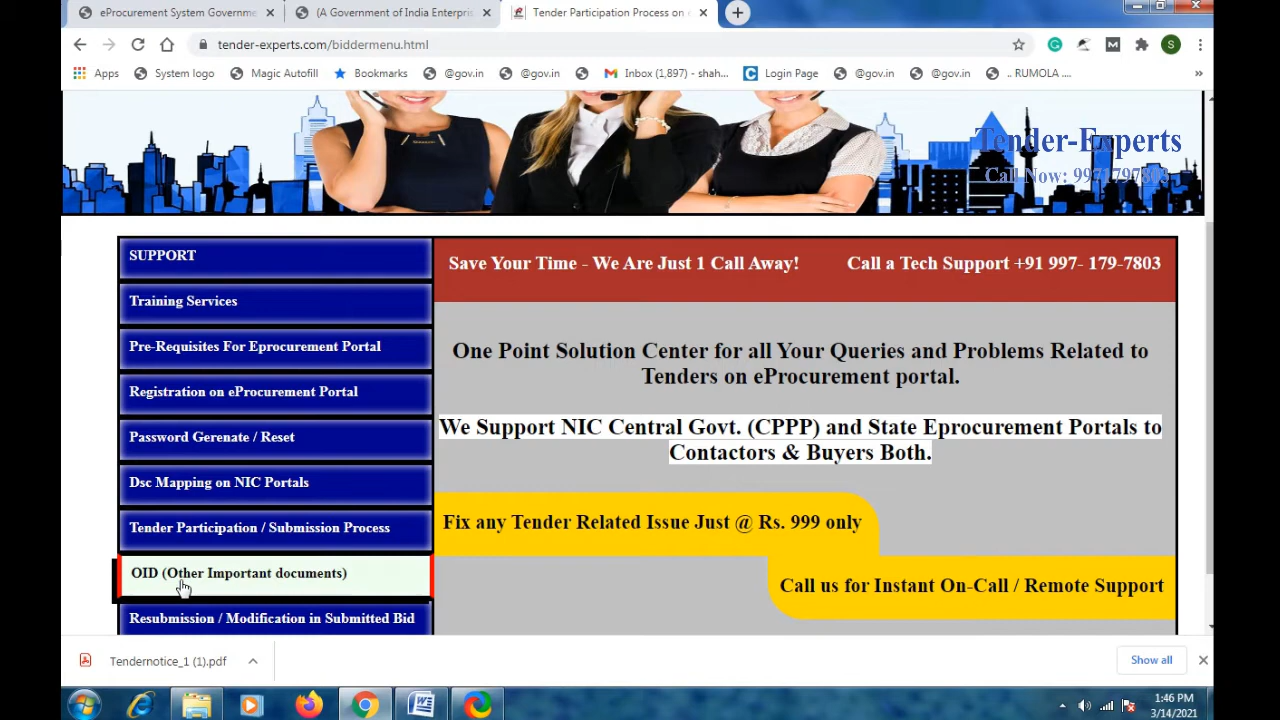 eProcurement System Governme
(A Government of India Enterpris
Tender Participation Process on e
tender-experts.com/biddermenu.html
Apps
System logo
Magic Autofill
Bookmarks
@gov.in
@gov.in
Inbox (1,897) - shah...
Login Page
@gov.in
@gov.in
.. RUMOLA ....
Tender-Experts
Call Now: 9971797803
SUPPORT
Training Services
Pre-Requisites For Eprocurement Portal
Registration on eProcurement Portal
Password Gerenate / Reset
Dsc Mapping on NIC Portals
Tender Participation / Submission Process
OID (Other Important documents)
Resubmission / Modification in Submitted Bid
Save Your Time - We Are Just 1 Call Away!
Call a Tech Support +91 997- 179-7803
One Point Solution Center for all Your Queries and Problems Related to
Tenders on eProcurement portal.
We Support NIC Central Govt. (CPPP) and State Eprocurement Portals to
Contactors & Buyers Both.
Fix any Tender Related Issue Just @ Rs. 999 only
Call us for Instant On-Call / Remote Support
Tendernotice_1 (1).pdf
Show all
1:46 PM
3/14/2021